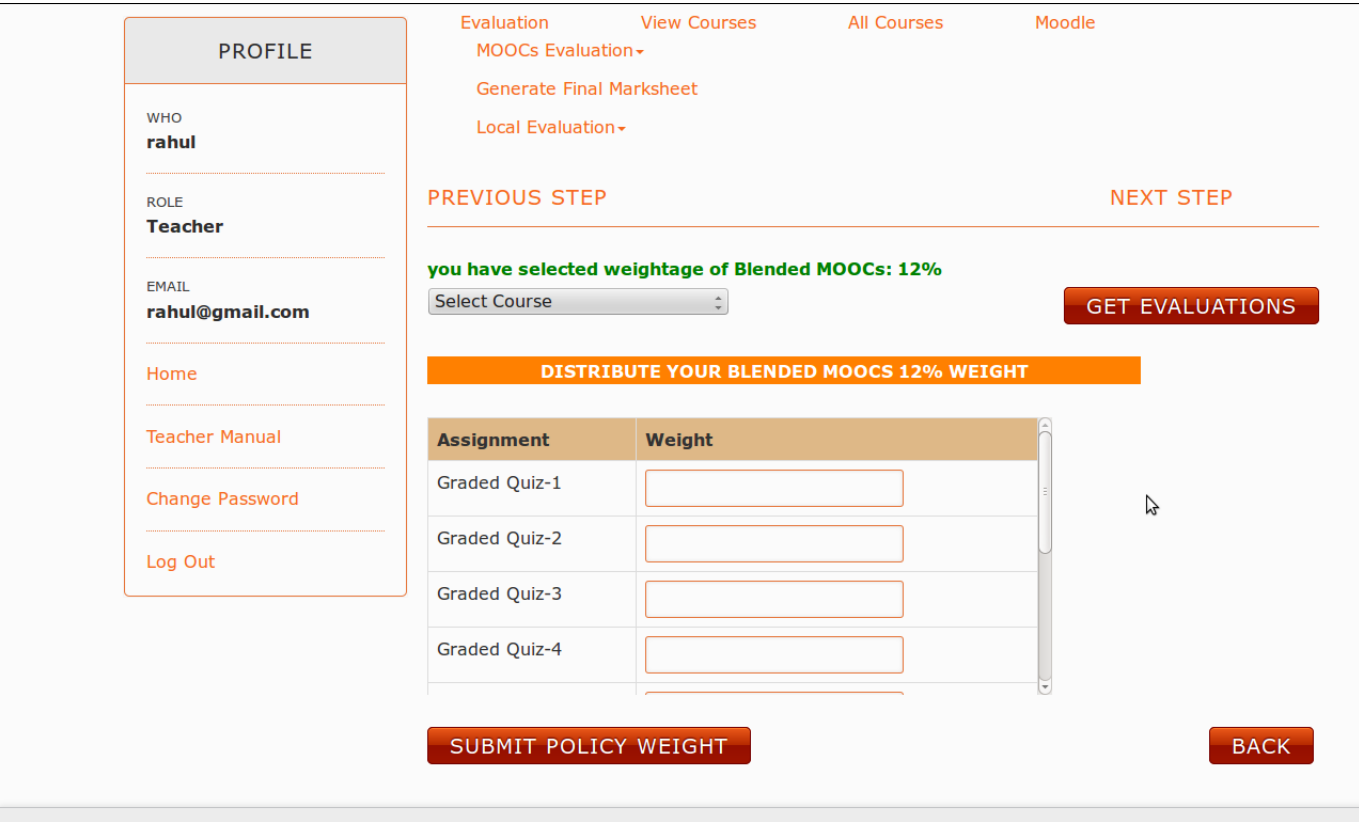 PROFILE
WHO
rahul
ROLE
Teacher
EMAIL
rahul@gmail.com
Home
Teacher Manual
Change Password
Log Out
Evaluation View Courses All Courses Moodle
MOOCs Evaluation
Generate Final Marksheet
Local Evaluation
PREVIOUS STEP NEXT STEP
you have selected weightage of Blended MOOCs: 12%
Select Course GET EVALUATIONS
DISTRIBUTE YOUR BLENDED MOOCS 12% WEIGHT
Assignment Weight
Graded Quiz-1
Graded Quiz-2
Graded Quiz-3
Graded Quiz-4
SUBMIT POLICY WEIGHT BACK